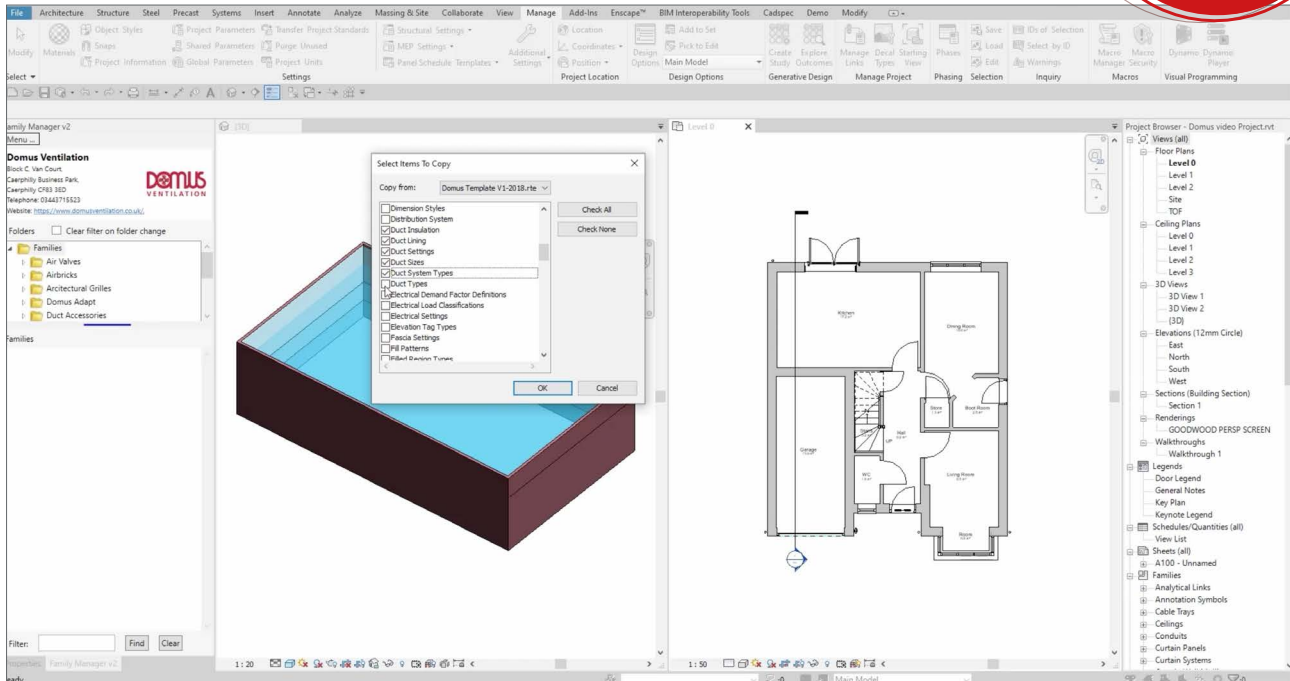 File Architecture Structure Steel Precast Systems Insert Annotate Analyze Massing & Site Collaborate View Manage Add-Ins Enscape™ BIM Interoperability Tools Cadspec Demo Modify
Object Styles Project Parameters Transfer Project Standards Structural Settings Location Add to Set Save IDs of Selection
Snaps Shared Parameters Purge Unused MEP Settings Coordinates Pick to Edit Load Select by ID
Modify Materials Project Information Global Parameters Project Units Panel Schedule Templates Additional Settings Position Design Options Main Model Create Study Explore Outcomes Manage Links Decal Types Starting View Phases Edit Warnings Macro Manager Macro Security Dynamo Dynamo Player
Select Settings Project Location Design Options Generative Design Manage Project Phasing Selection Inquiry Macros Visual Programming
amily Manager v2
Menu ...
Domus Ventilation
Block C, Van Court,
Caerphilly Business Park,
Caerphilly CF83 3ED
Telephone: 03443715523
Website: https://www.domusventilation.co.uk/.
DOMUS
VENTILATION
Folders Clear filter on folder change
Families
Air Valves
Airbricks
Arcitectural Grilles
Domus Adapt
Duct Accessories
amilies
Filter: Find Clear
Properties Family Manager v2
eady
{3D}
1 : 20
Select Items To Copy
Copy from: Domus Template V1-2018.rte
Dimension Styles
Distribution System
Duct Insulation
Duct Lining
Duct Settings
Duct Sizes
Duct System Types
Duct Types
Electrical Demand Factor Definitions
Electrical Load Classifications
Electrical Settings
Elevation Tag Types
Fascia Settings
Fill Patterns
Filled Region Types
Check All
Check None
OK Cancel
Level 0
Kitchen
Dining Room
Store
Boot Room
Hall
UP
Garage
WC
Living Room
Room
1 : 50
Main Model
Project Browser - Domus video Project.rvt
Views (all)
Floor Plans
Level 0
Level 1
Level 2
Site
TOF
Ceiling Plans
Level 0
Level 1
Level 2
Level 3
3D Views
3D View 1
3D View 2
{3D}
Elevations (12mm Circle)
East
North
South
West
Sections (Building Section)
Section 1
Renderings
GOODWOOD PERSP SCREEN
Walkthroughs
Walkthrough 1
Legends
Door Legend
General Notes
Key Plan
Keynote Legend
Schedules/Quantities (all)
View List
Sheets (all)
A100 - Unnamed
Families
Analytical Links
Annotation Symbols
Cable Trays
Ceilings
Conduits
Curtain Panels
Curtain Systems